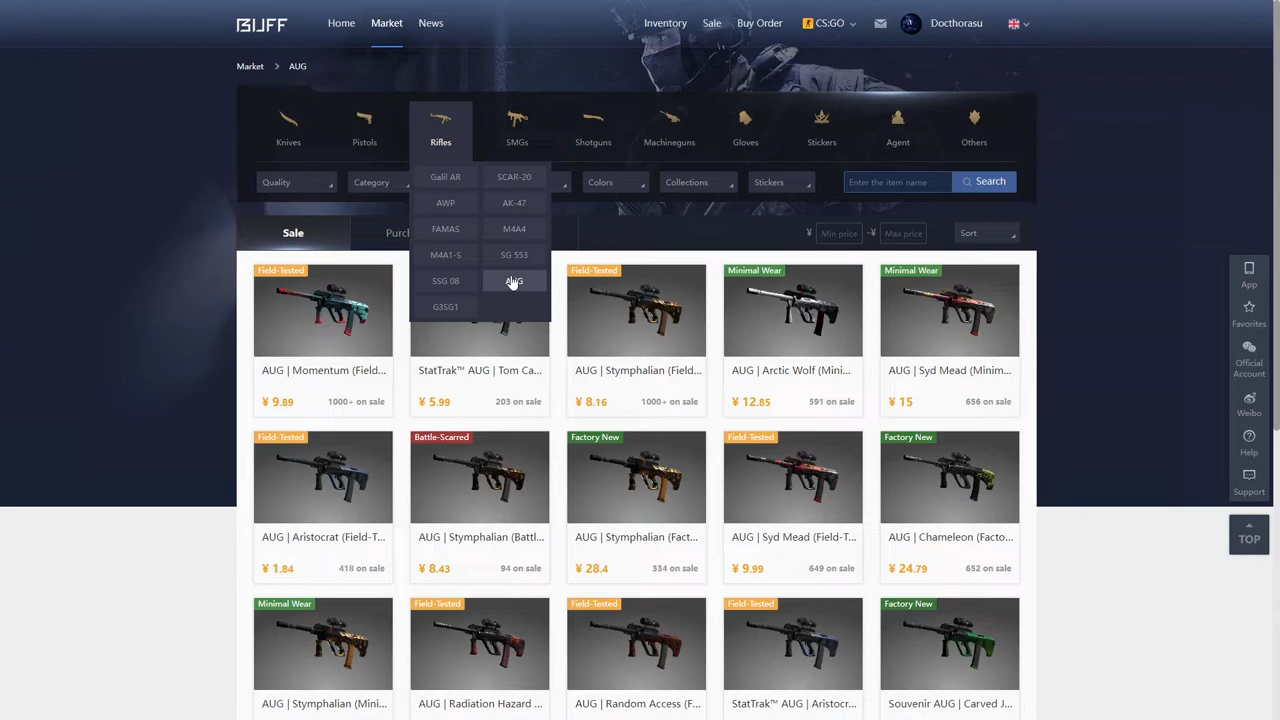 BUFF
Home Market News Inventory Sale Buy Order CS:GO Docthorasu
Market > AUG
Knives Pistols Rifles SMGs Shotguns Machineguns Gloves Stickers Agent Others
Quality Category Colors Collections Stickers Enter the item name Search
Galil AR SCAR-20
AWP AK-47
FAMAS M4A4
M4A1-S SG 553
SSG 08 AUG
G3SG1
Sale Purch ¥ Min price -¥ Max price Sort
Field-Tested Field-Tested Minimal Wear Minimal Wear
AUG | Momentum (Field... StatTrak™ AUG | Tom Ca... AUG | Stymphalian (Field... AUG | Arctic Wolf (Mini... AUG | Syd Mead (Minim...
¥ 9.89 1000+ on sale ¥ 5.99 203 on sale ¥ 8.16 1000+ on sale ¥ 12.85 591 on sale ¥ 15 656 on sale
Field-Tested Battle-Scarred Factory New Field-Tested Factory New
AUG | Aristocrat (Field-T... AUG | Stymphalian (Battl... AUG | Stymphalian (Fact... AUG | Syd Mead (Field-T... AUG | Chameleon (Facto...
¥ 1.84 418 on sale ¥ 8.43 94 on sale ¥ 28.4 334 on sale ¥ 9.99 649 on sale ¥ 24.79 652 on sale
Minimal Wear Field-Tested Field-Tested Field-Tested Factory New
AUG | Stymphalian (Mini... AUG | Radiation Hazard ... AUG | Random Access (F... StatTrak™ AUG | Aristoc... Souvenir AUG | Carved J...
App
Favorites
Official
Account
Weibo
Help
Support
TOP